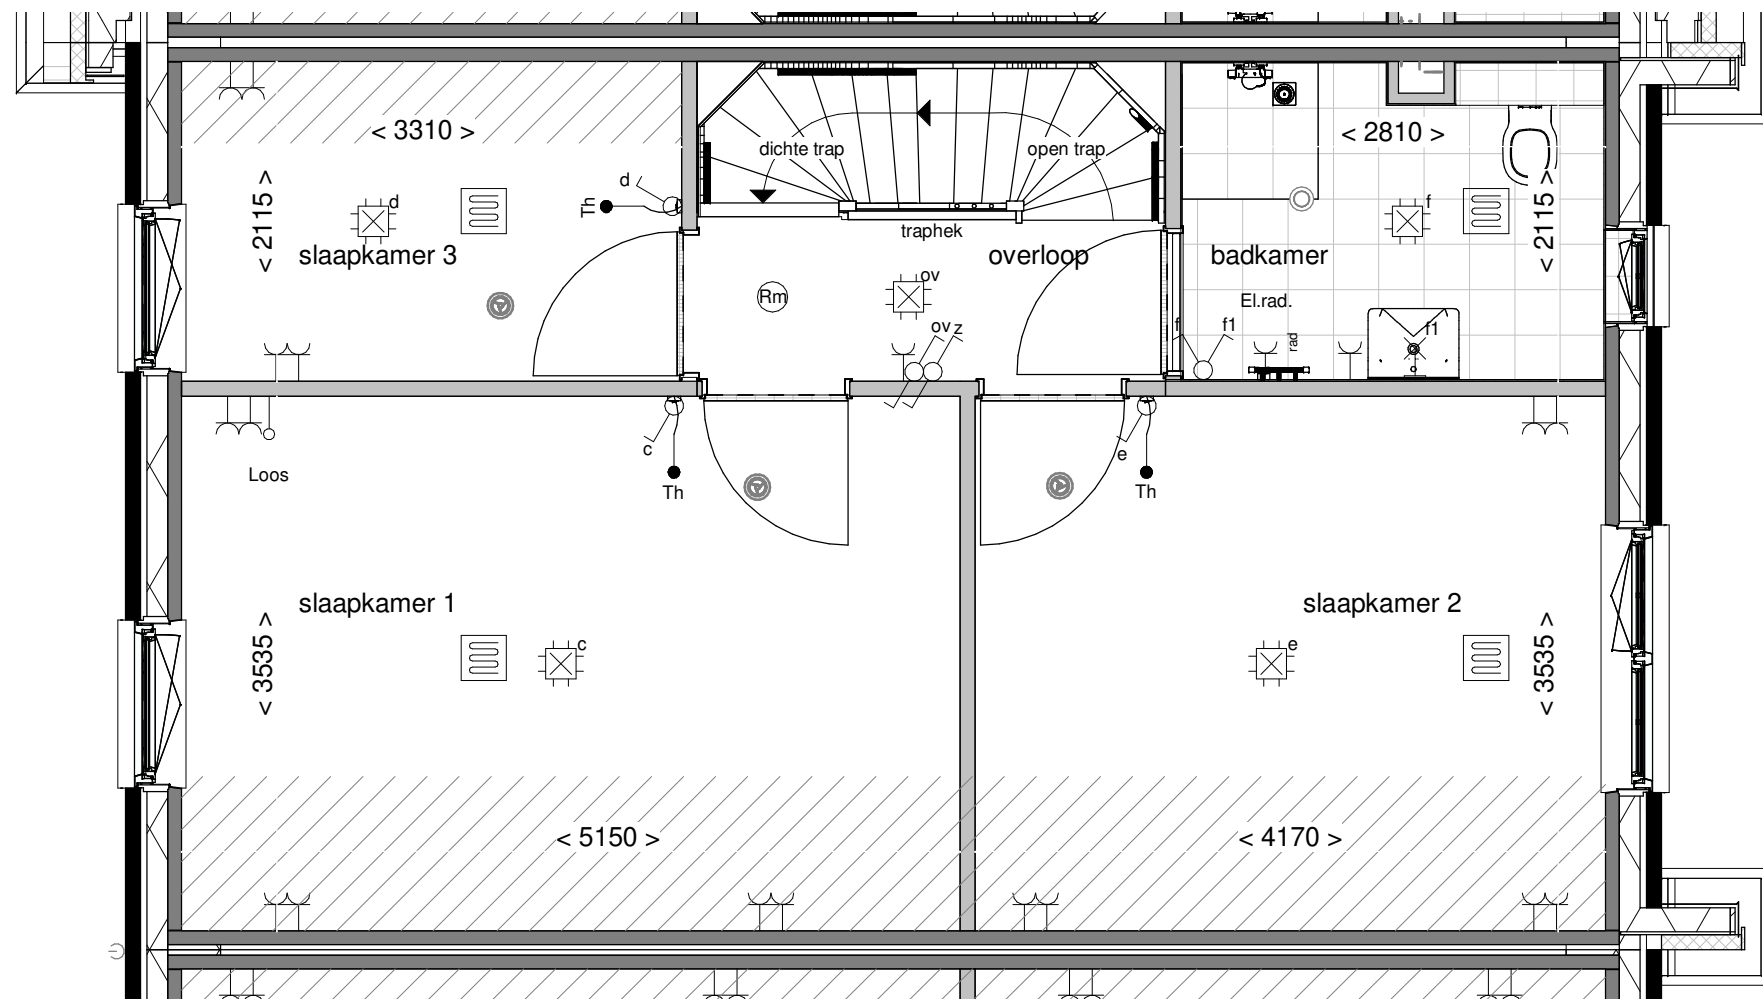 < 3310 >
dichte trap
open trap
< 2810 >
d
Th
d
f
< 2115 >
< 2115 >
traphek
slaapkamer 3
overloop
badkamer
ov
Rm
El.rad.
ov z
f
f1
rad
f1
c
e
Loos
Th
Th
slaapkamer 1
slaapkamer 2
c
e
< 3535 >
< 3535 >
< 5150 >
< 4170 >